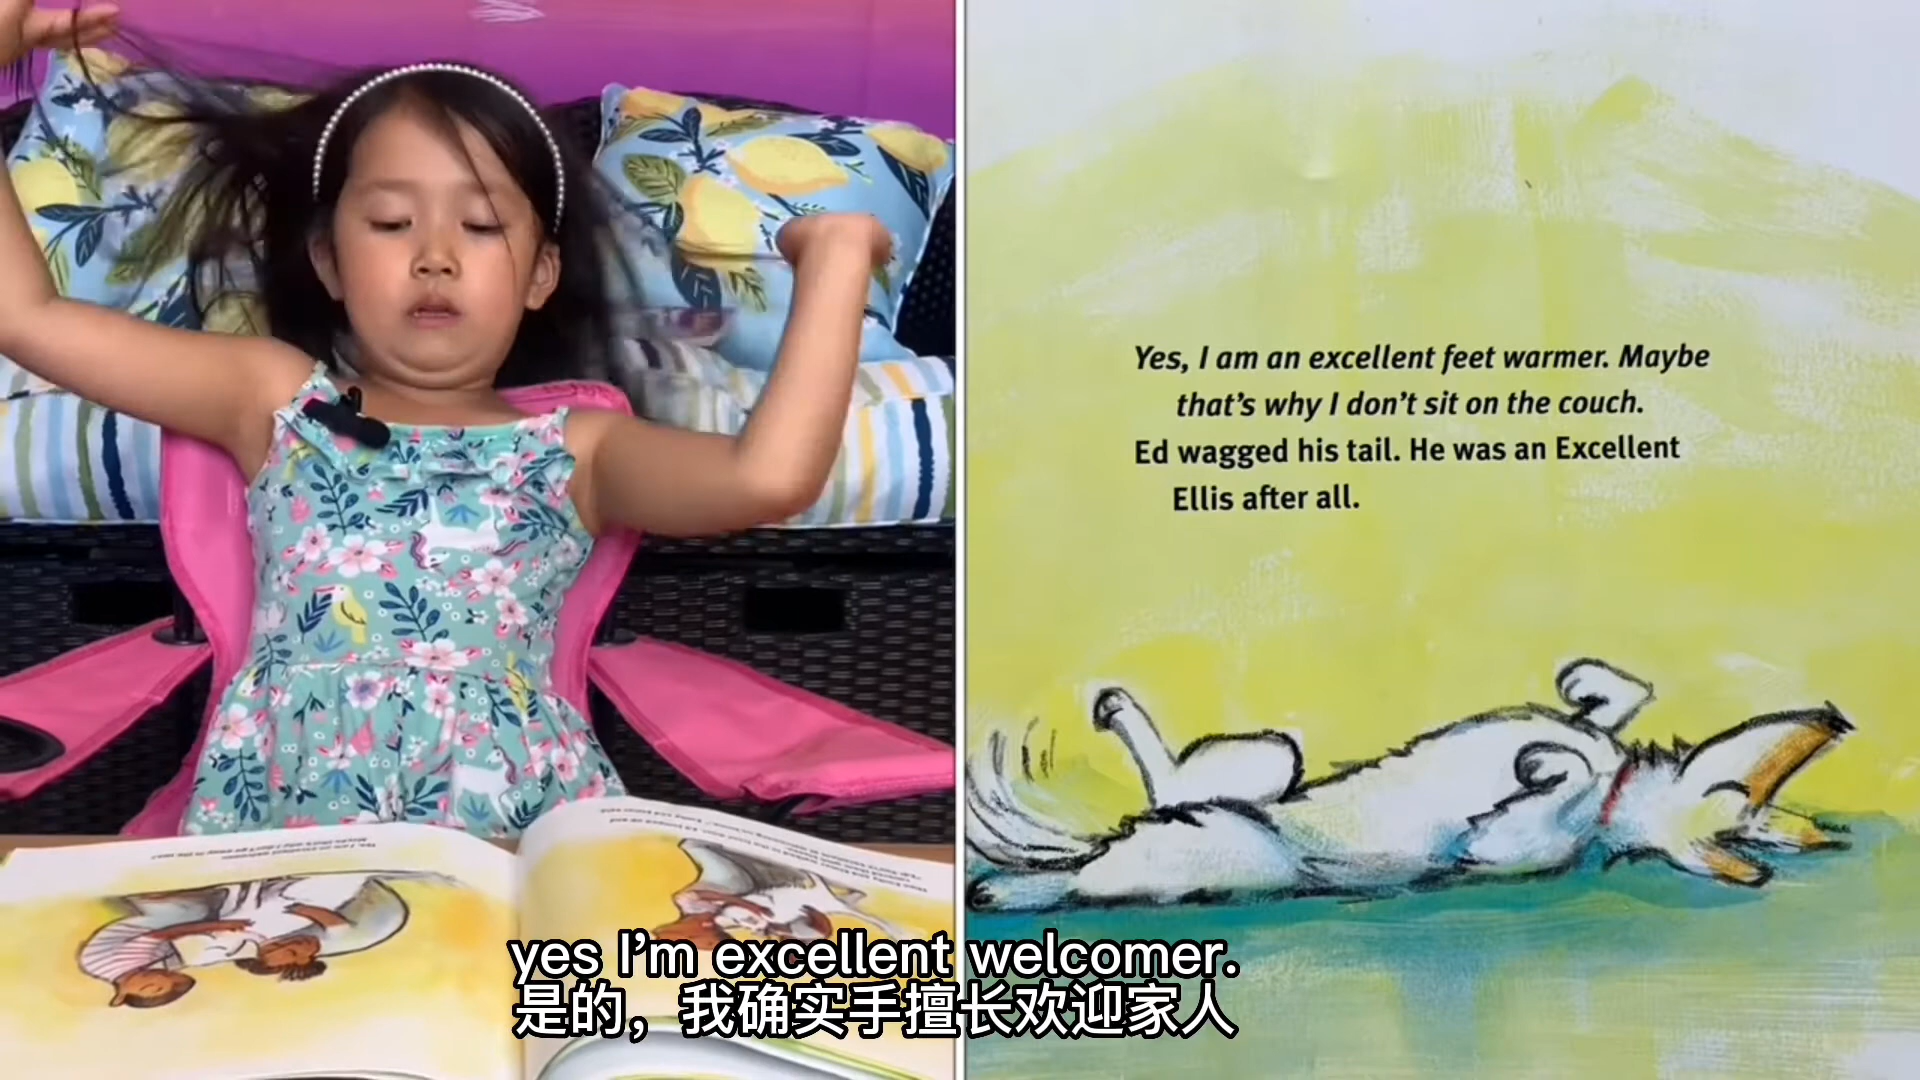 Yes, I am an excellent feet warmer. Maybe
that's why I don't sit on the couch.
Ed wagged his tail. He was an Excellent
Ellis after all.
yes I'm excellent welcomer.
是的，我确实手擅长欢迎家人